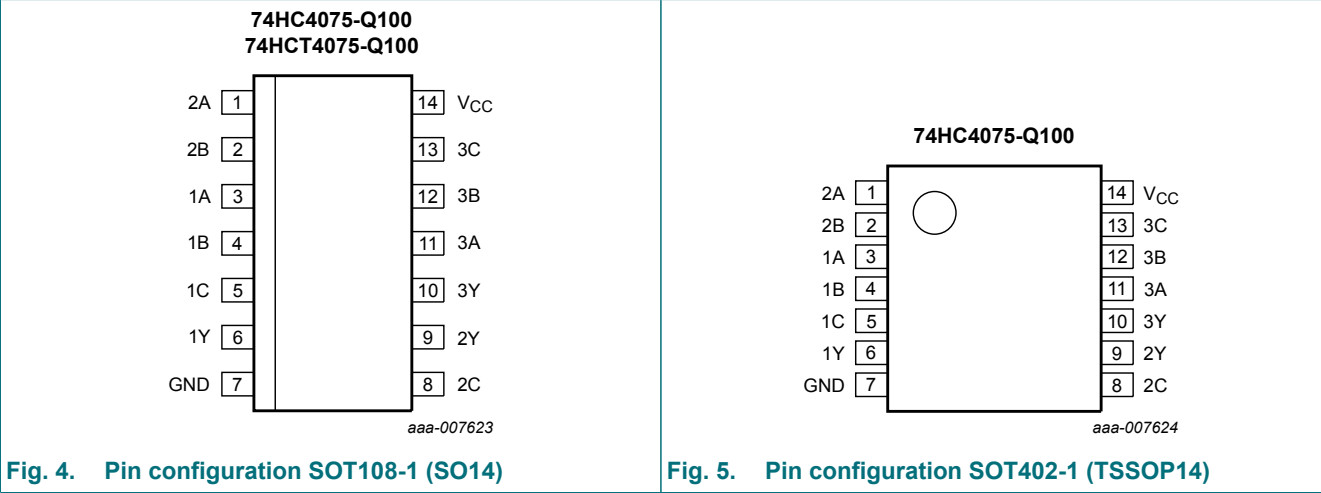 74HC4075-Q100
74HCT4075-Q100
2A 1 14 VCC
2B 2 13 3C
1A 3 12 3B
1B 4 11 3A
1C 5 10 3Y
1Y 6 9 2Y
GND 7 8 2C
aaa-007623
Fig. 4. Pin configuration SOT108-1 (SO14)
74HC4075-Q100
2A 1 14 VCC
2B 2 13 3C
1A 3 12 3B
1B 4 11 3A
1C 5 10 3Y
1Y 6 9 2Y
GND 7 8 2C
aaa-007624
Fig. 5. Pin configuration SOT402-1 (TSSOP14)